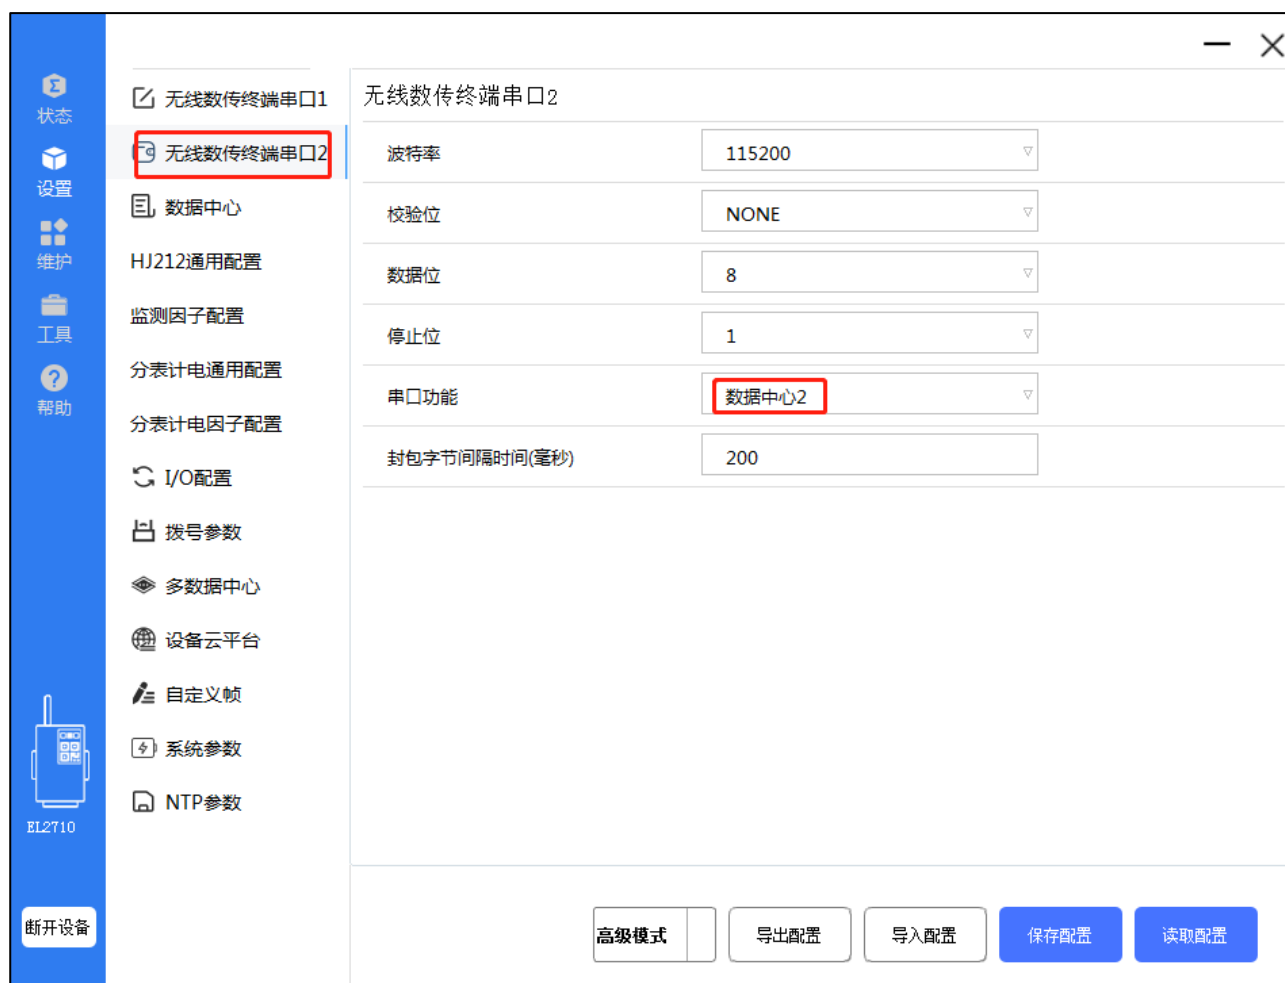 状态
设置
维护
工具
帮助
EL2710
断开设备
无线数传终端串口1
无线数传终端串口2
数据中心
HJ212通用配置
监测因子配置
分表计电通用配置
分表计电因子配置
I/O配置
拨号参数
多数据中心
设备云平台
自定义帧
系统参数
NTP参数
无线数传终端串口2
波特率 115200
校验位 NONE
数据位 8
停止位 1
串口功能 数据中心2
封包字节间隔时间(毫秒) 200
高级模式 导出配置 导入配置 保存配置 读取配置